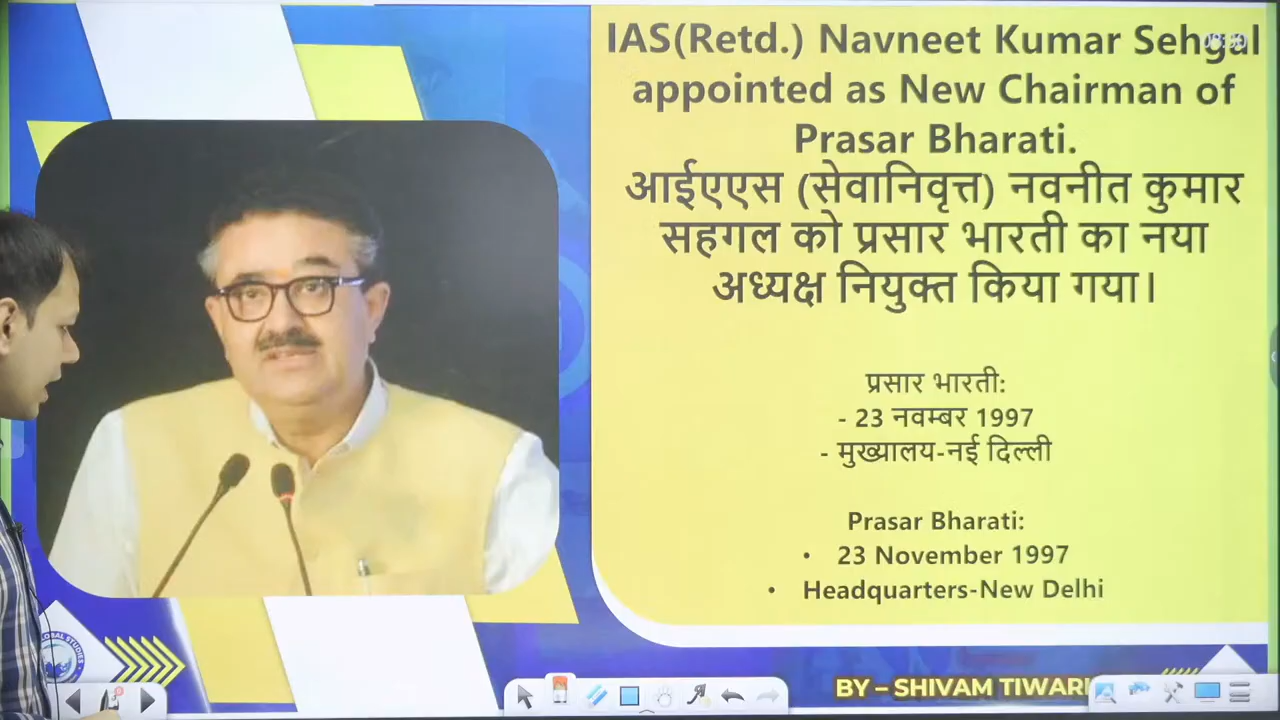 IAS(Retd.) Navneet Kumar Sehgal
appointed as New Chairman of
Prasar Bharati.
आईएएस (सेवानिवृत्त) नवनीत कुमार
सहगल को प्रसार भारती का नया
अध्यक्ष नियुक्त किया गया।
प्रसार भारती:
- 23 नवम्बर 1997
- मुख्यालय-नई दिल्ली
Prasar Bharati:
• 23 November 1997
• Headquarters-New Delhi
BY – SHIVAM TIWARI